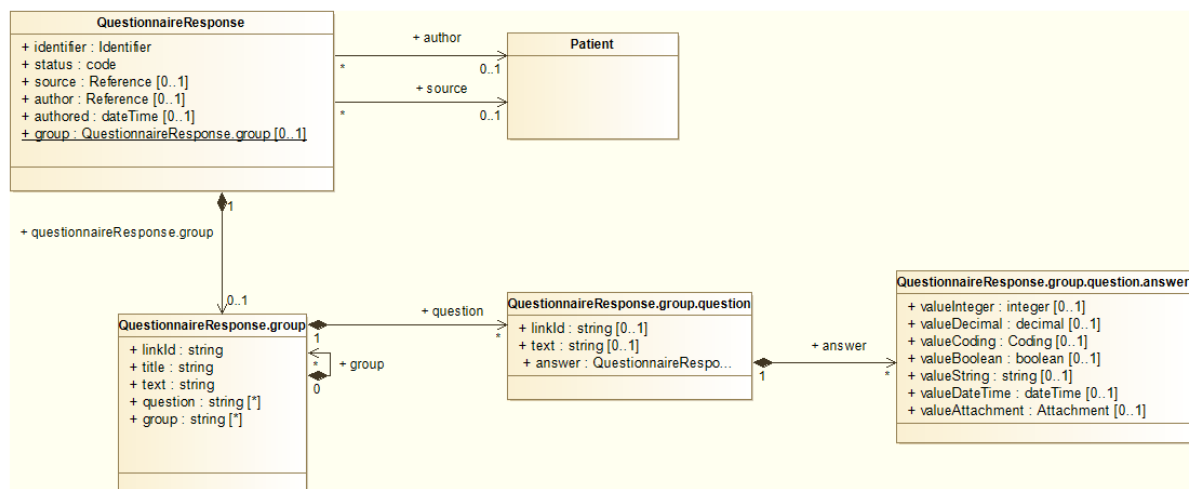 QuestionnaireResponse
+ identifier : Identifier
+ status : code
+ source : Reference [0..1]
+ author : Reference [0..1]
+ authored : dateTime [0..1]
+ group : QuestionnaireResponse.group [0..1]
+ author
*
0..1
+ source
*
0..1
Patient
1
+ questionnaireResponse.group
0..1
QuestionnaireResponse.group
+ linkId : string
+ title : string
+ text : string
+ question : string [*]
+ group : string [*]
1
+ question
*
*
+ group
0
QuestionnaireResponse.group.question
+ linkId : string [0..1]
+ text : string [0..1]
+ answer : QuestionnaireRespo...
1
+ answer
*
QuestionnaireResponse.group.question.answer
+ valueInteger : integer [0..1]
+ valueDecimal : decimal [0..1]
+ valueCoding : Coding [0..1]
+ valueBoolean : boolean [0..1]
+ valueString : string [0..1]
+ valueDateTime : dateTime [0..1]
+ valueAttachment : Attachment [0..1]